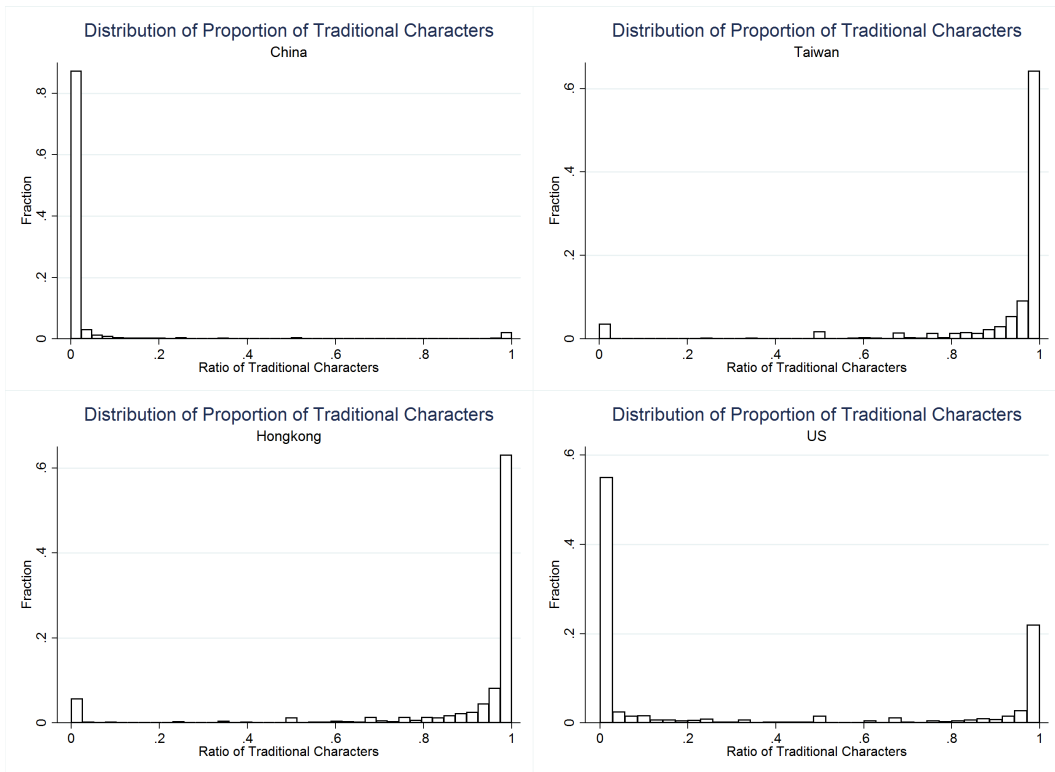 Distribution of Proportion of Traditional Characters
China
Fraction
.8
.6
.4
.2
0
0 .2 .4 .6 .8 1
Ratio of Traditional Characters
Distribution of Proportion of Traditional Characters
Taiwan
Fraction
.6
.4
.2
0
0 .2 .4 .6 .8 1
Ratio of Traditional Characters
Distribution of Proportion of Traditional Characters
Hongkong
Fraction
.6
.4
.2
0
0 .2 .4 .6 .8 1
Ratio of Traditional Characters
Distribution of Proportion of Traditional Characters
US
Fraction
.6
.4
.2
0
0 .2 .4 .6 .8 1
Ratio of Traditional Characters